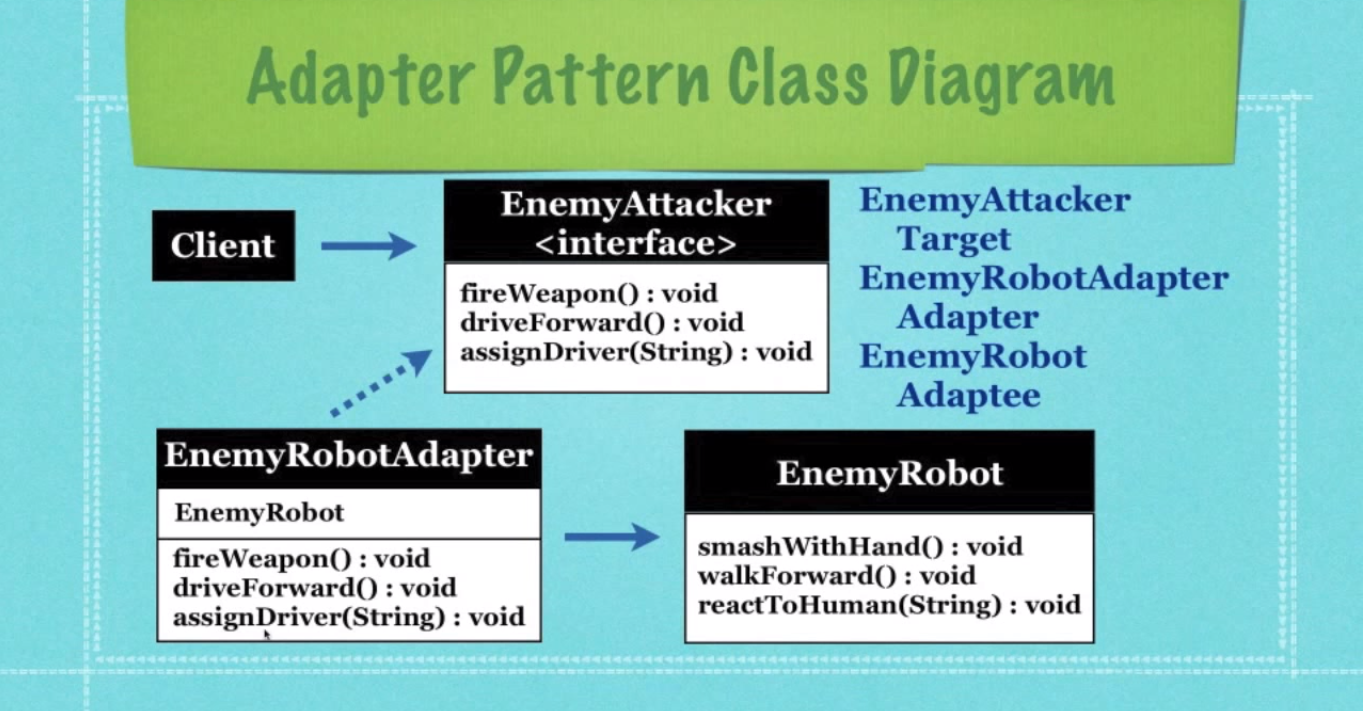 Adapter Pattern Class Diagram
Client
EnemyAttacker
<interface>
fireWeapon() : void
driveForward() : void
assignDriver(String) : void
EnemyAttacker
Target
EnemyRobotAdapter
Adapter
EnemyRobot
Adaptee
EnemyRobotAdapter
EnemyRobot
fireWeapon() : void
driveForward() : void
assignDriver(String) : void
EnemyRobot
smashWithHand() : void
walkForward() : void
reactToHuman(String) : void